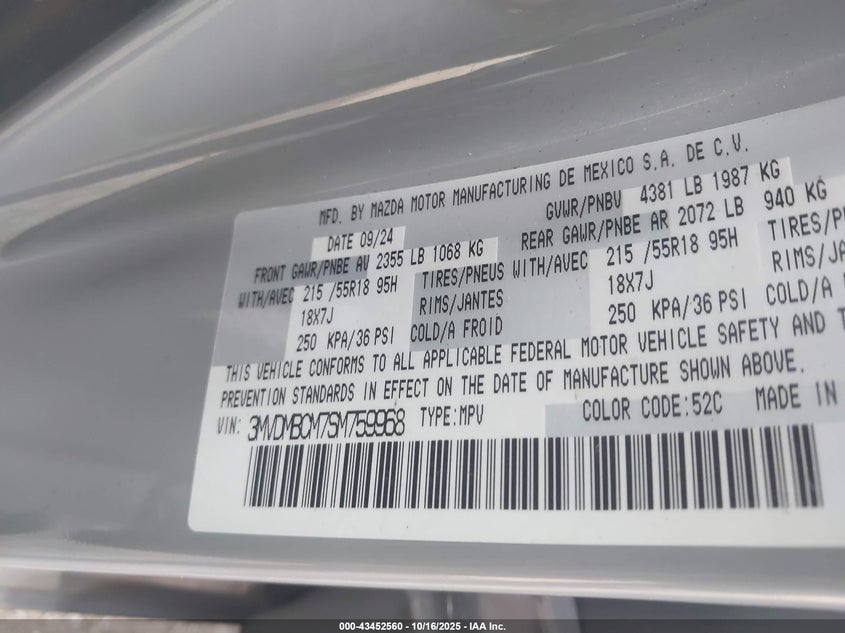 MFD. BY MAZDA MOTOR MANUFACTURING DE MEXICO S.A. DE C.V.
DATE 09/24 GVWR/PNBV 4381 LB 1987 KG
FRONT GAWR/PNBE AV 2355 LB 1068 KG REAR GAWR/PNBE AR 2072 LB 940 KG
WITH/AVEC 215 /55R18 95H TIRES/PNEUS WITH/AVEC 215 /55R18 95H
18X7J RIMS/JANTES 18X7J
250 KPA/36 PSI COLD/A FROID 250 KPA/36 PSI COLD/A
THIS VEHICLE CONFORMS TO ALL APPLICABLE FEDERAL MOTOR VEHICLE SAFETY AND
PREVENTION STANDARDS IN EFFECT ON THE DATE OF MANUFACTURE SHOWN ABOVE.
VIN: 3MVDMBCM7SM759968 TYPE:MPV COLOR CODE:52C MADE IN
000-43452560 - 10/16/2025 - IAA Inc.